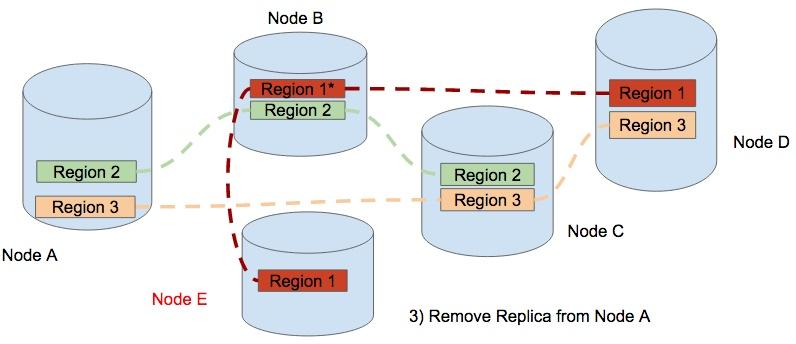 Node B
Region 1*
Region 2
Region 1
Region 3
Node D
Region 2
Region 3
Node A
Region 2
Region 3
Node C
Region 1
Node E
3) Remove Replica from Node A